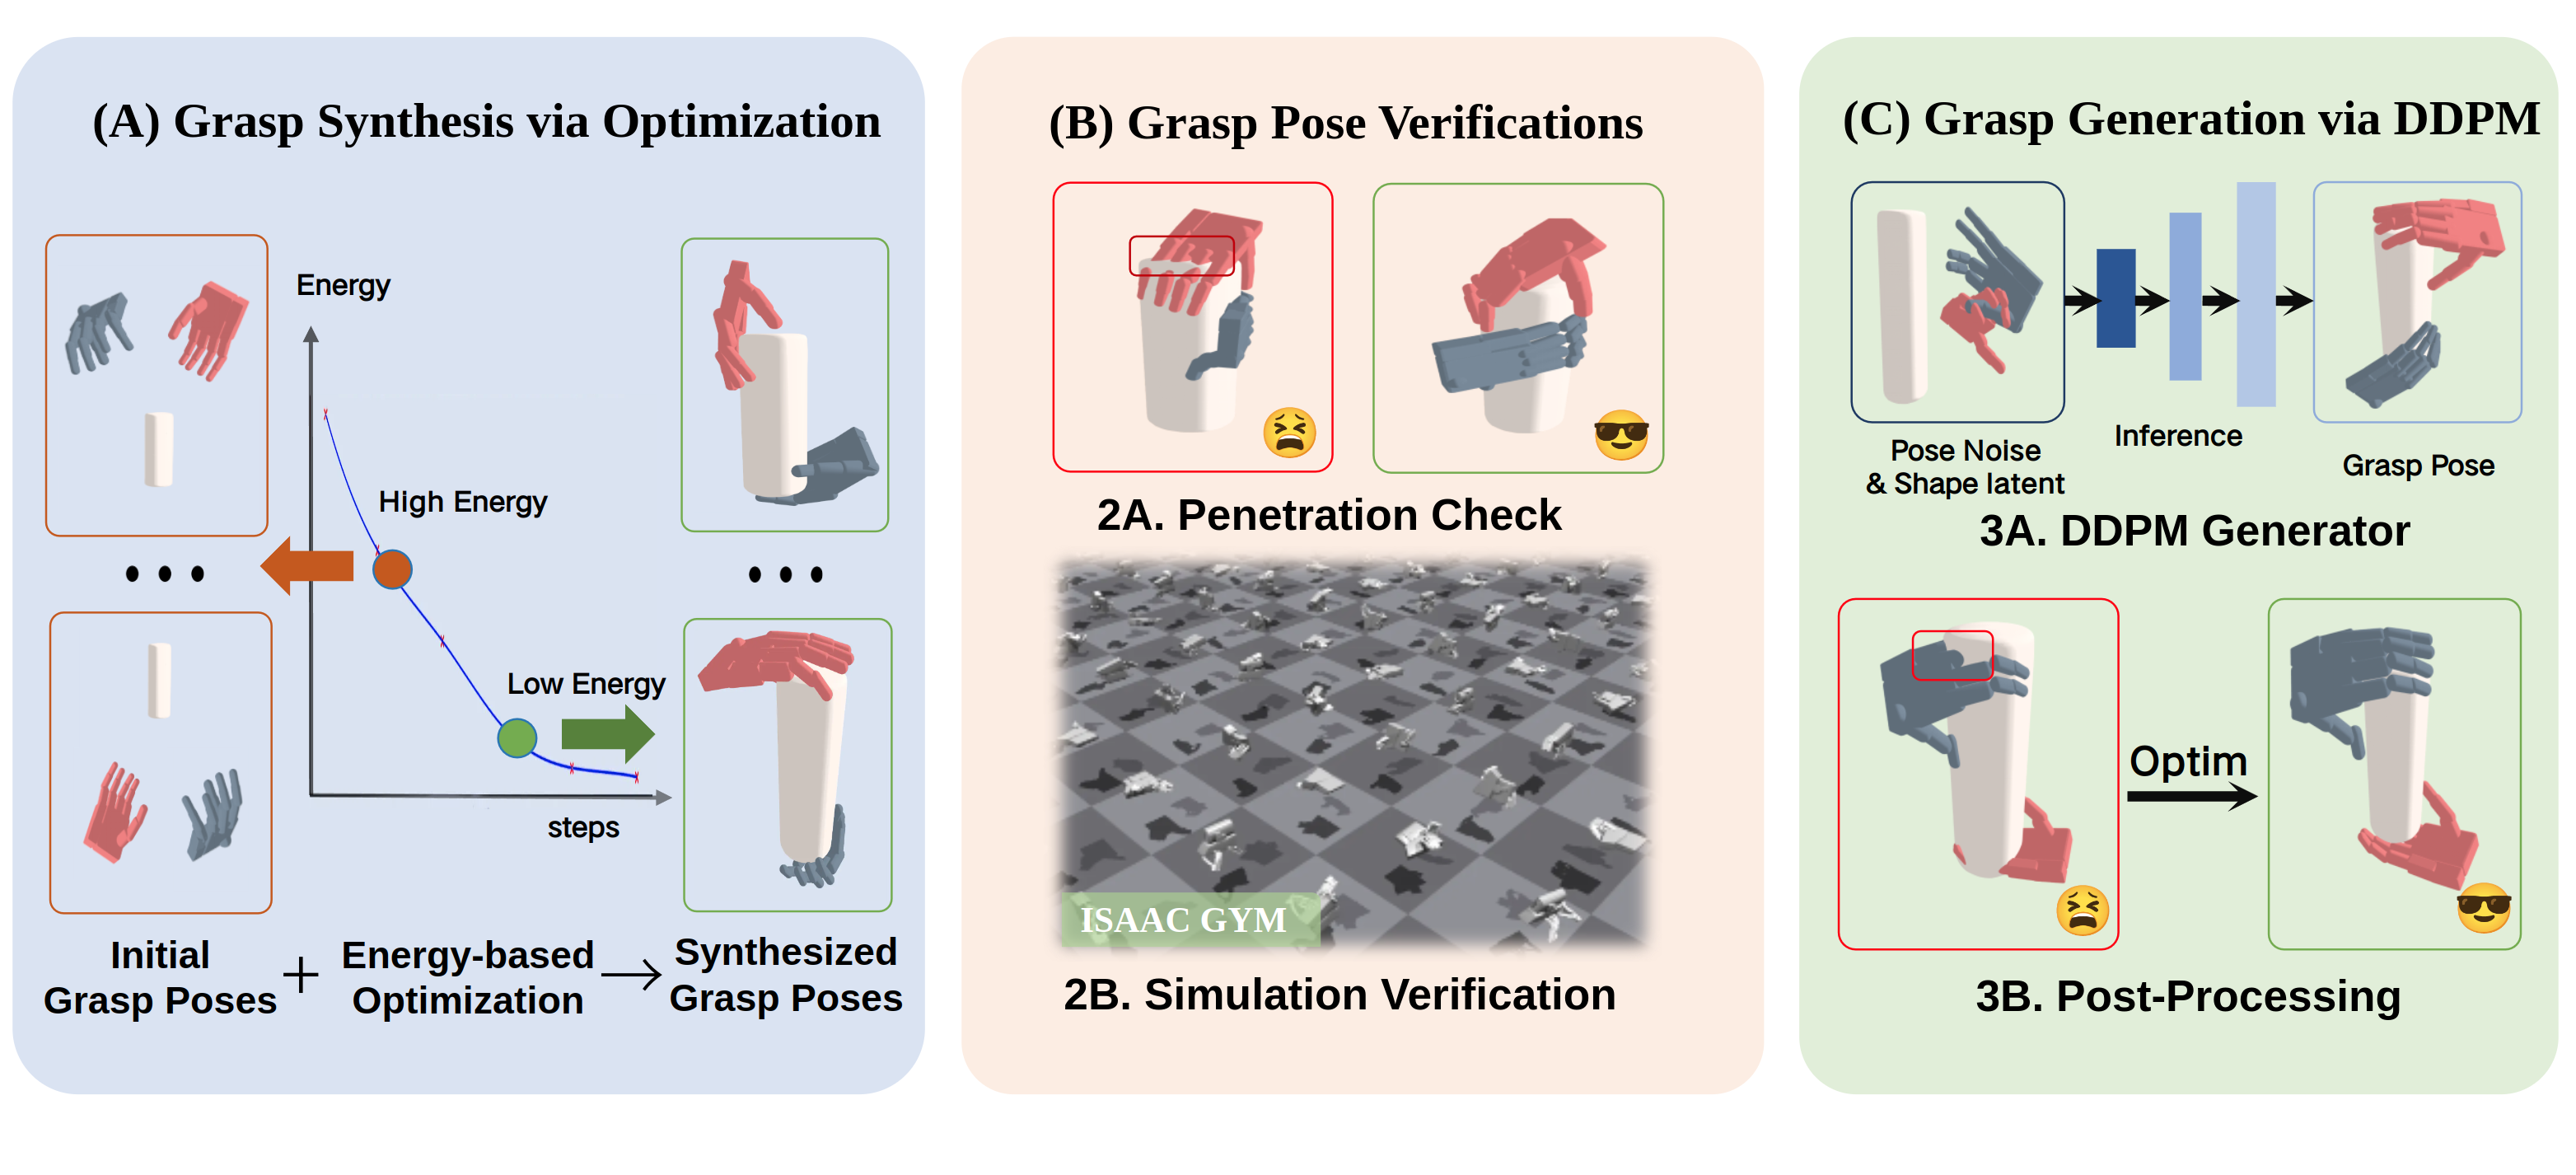 (A) Grasp Synthesis via Optimization
Energy
High Energy
Low Energy
steps
Initial
Grasp Poses
+
Energy-based
Optimization
Synthesized
Grasp Poses
(B) Grasp Pose Verifications
2A. Penetration Check
ISAAC GYM
2B. Simulation Verification
(C) Grasp Generation via DDPM
Pose Noise
& Shape latent
Inference
Grasp Pose
3A. DDPM Generator
Optim
3B. Post-Processing